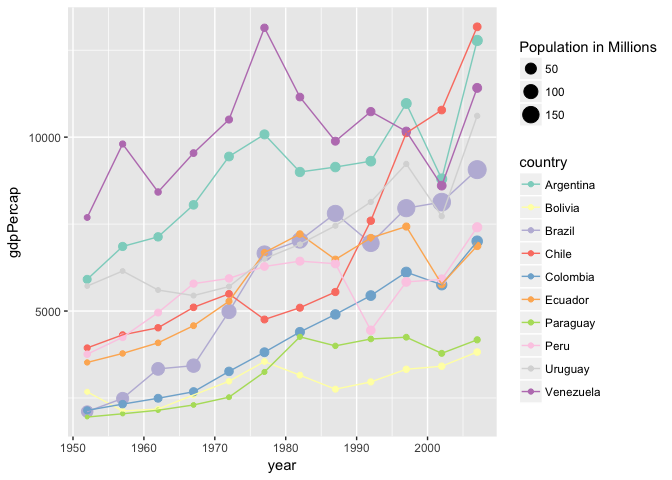 Population in Millions
50
100
150
country
Argentina
Bolivia
Brazil
Chile
Colombia
Ecuador
Paraguay
Peru
Uruguay
Venezuela
gdpPercap
10000
5000
1950
1960
1970
1980
1990
2000
year